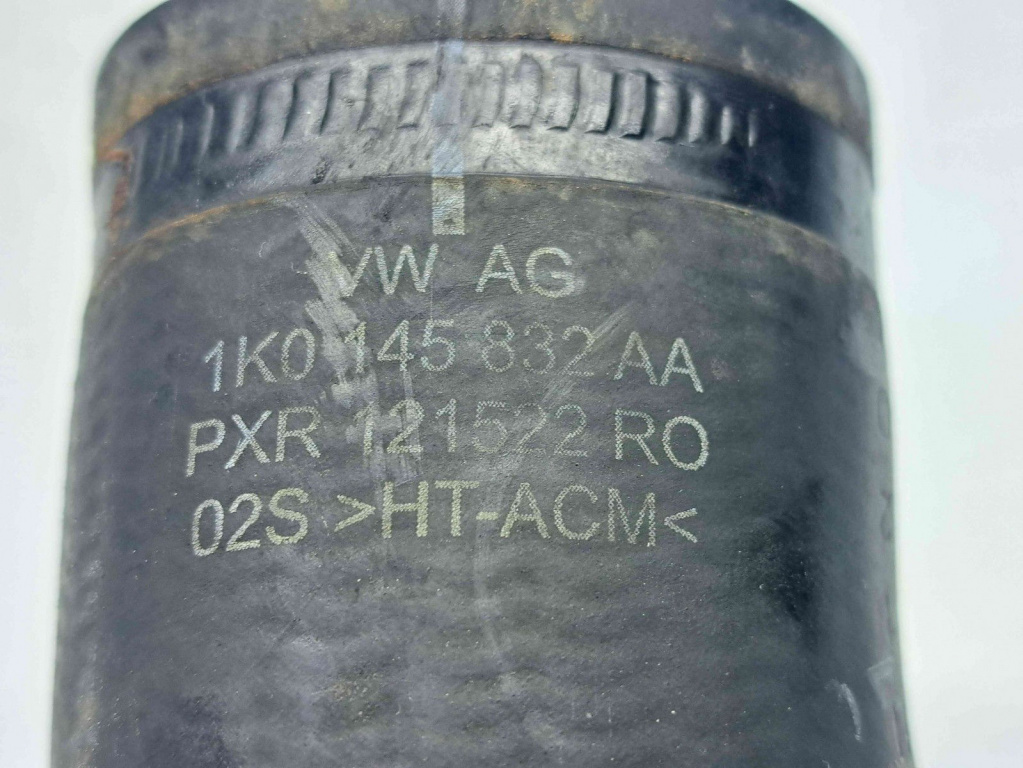 VW AG
1K0 145 832 AA
PXR 121522 RO
02S >HT-ACM<